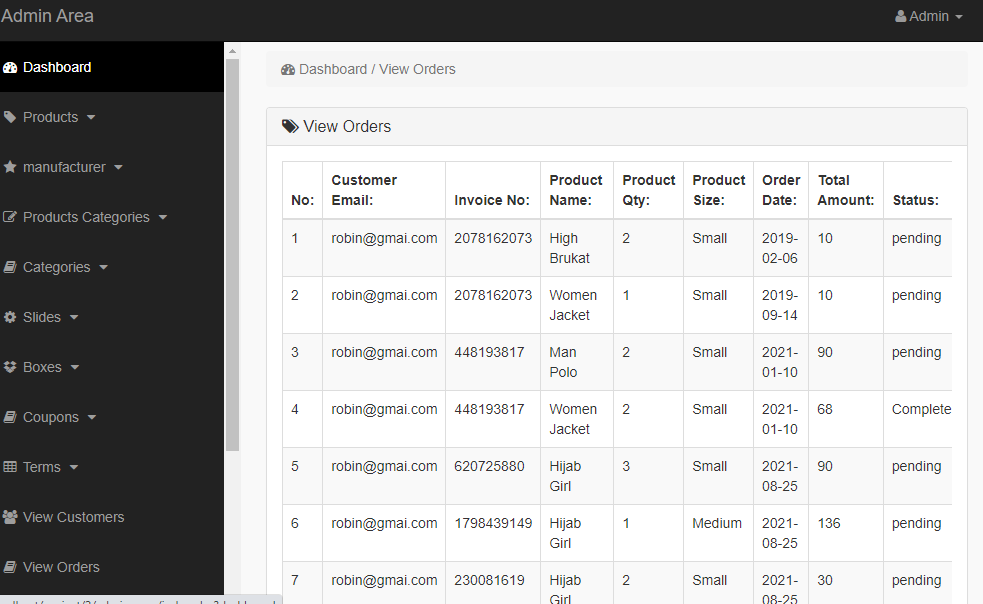 Admin Area
Admin
Dashboard
Products
manufacturer
Products Categories
Categories
Slides
Boxes
Coupons
Terms
View Customers
View Orders
Dashboard / View Orders
View Orders
No: Customer Email: Invoice No: Product Name: Product Qty: Product Size: Order Date: Total Amount: Status:
1 robin@gmai.com 2078162073 High Brukat 2 Small 2019-02-06 10 pending
2 robin@gmai.com 2078162073 Women Jacket 1 Small 2019-09-14 10 pending
3 robin@gmai.com 448193817 Man Polo 2 Small 2021-01-10 90 pending
4 robin@gmai.com 448193817 Women Jacket 2 Small 2021-01-10 68 Complete
5 robin@gmai.com 620725880 Hijab Girl 3 Small 2021-08-25 90 pending
6 robin@gmai.com 1798439149 Hijab Girl 1 Medium 2021-08-25 136 pending
7 robin@gmai.com 230081619 Hijab Girl 2 Small 2021-08-25 30 pending